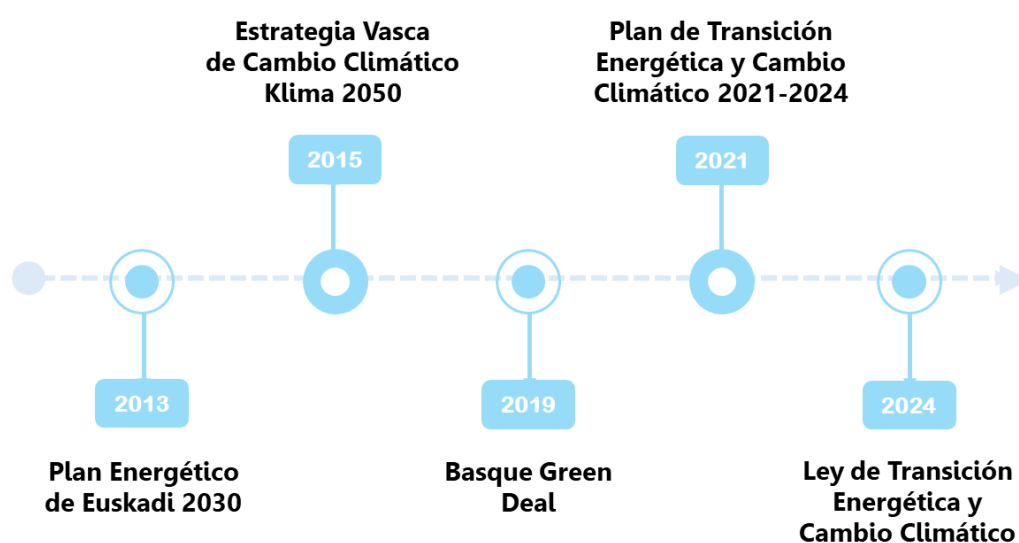 Estrategia Vasca
de Cambio Climático
Klima 2050
Plan de Transición
Energética y Cambio
Climático 2021-2024
2015
2021
2013
2019
2024
Plan Energético
de Euskadi 2030
Basque Green
Deal
Ley de Transición
Energética y
Cambio Climático